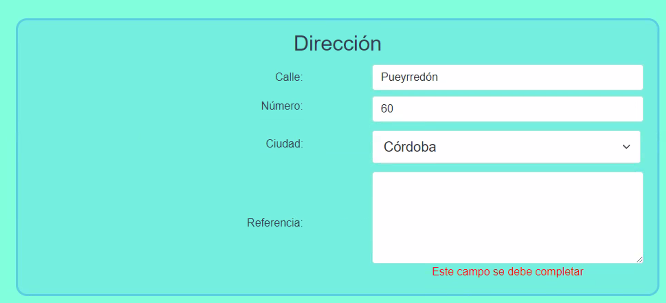 Dirección
Calle: Pueyrredón
Número: 60
Ciudad: Córdoba
Referencia:
Este campo se debe completar